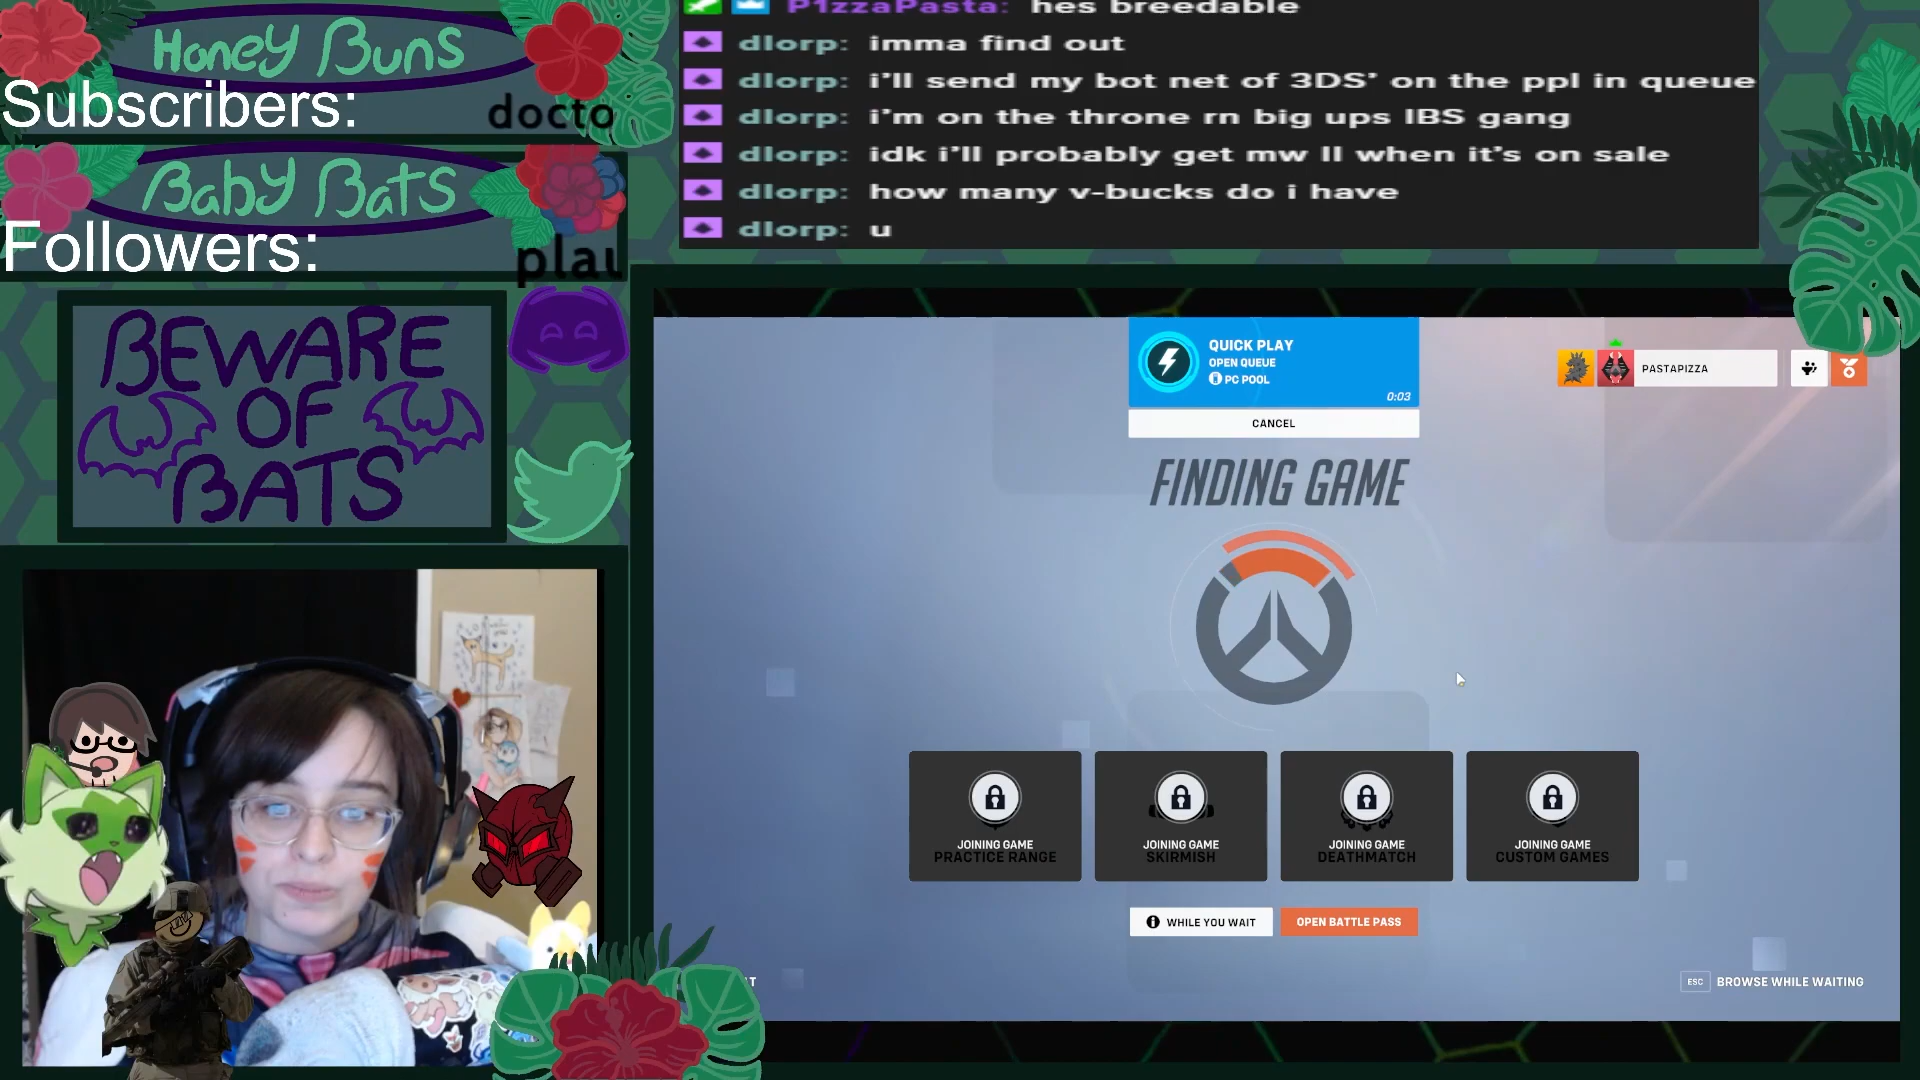 Honey Buns
Subscribers:
docto
Baby Bats
Followers:
plau
BEWARE
OF
BATS
P1zzaPasta: hes breedable
dlorp: imma find out
dlorp: i'll send my bot net of 3DS' on the ppl in queue
dlorp: i'm on the throne rn big ups IBS gang
dlorp: idk i'll probably get mw II when it's on sale
dlorp: how many v-bucks do i have
dlorp: u
QUICK PLAY
OPEN QUEUE
PC POOL
0:03
CANCEL
PASTAPIZZA
FINDING GAME
JOINING GAME
PRACTICE RANGE
JOINING GAME
SKIRMISH
JOINING GAME
DEATHMATCH
JOINING GAME
CUSTOM GAMES
WHILE YOU WAIT
OPEN BATTLE PASS
T
ESC BROWSE WHILE WAITING